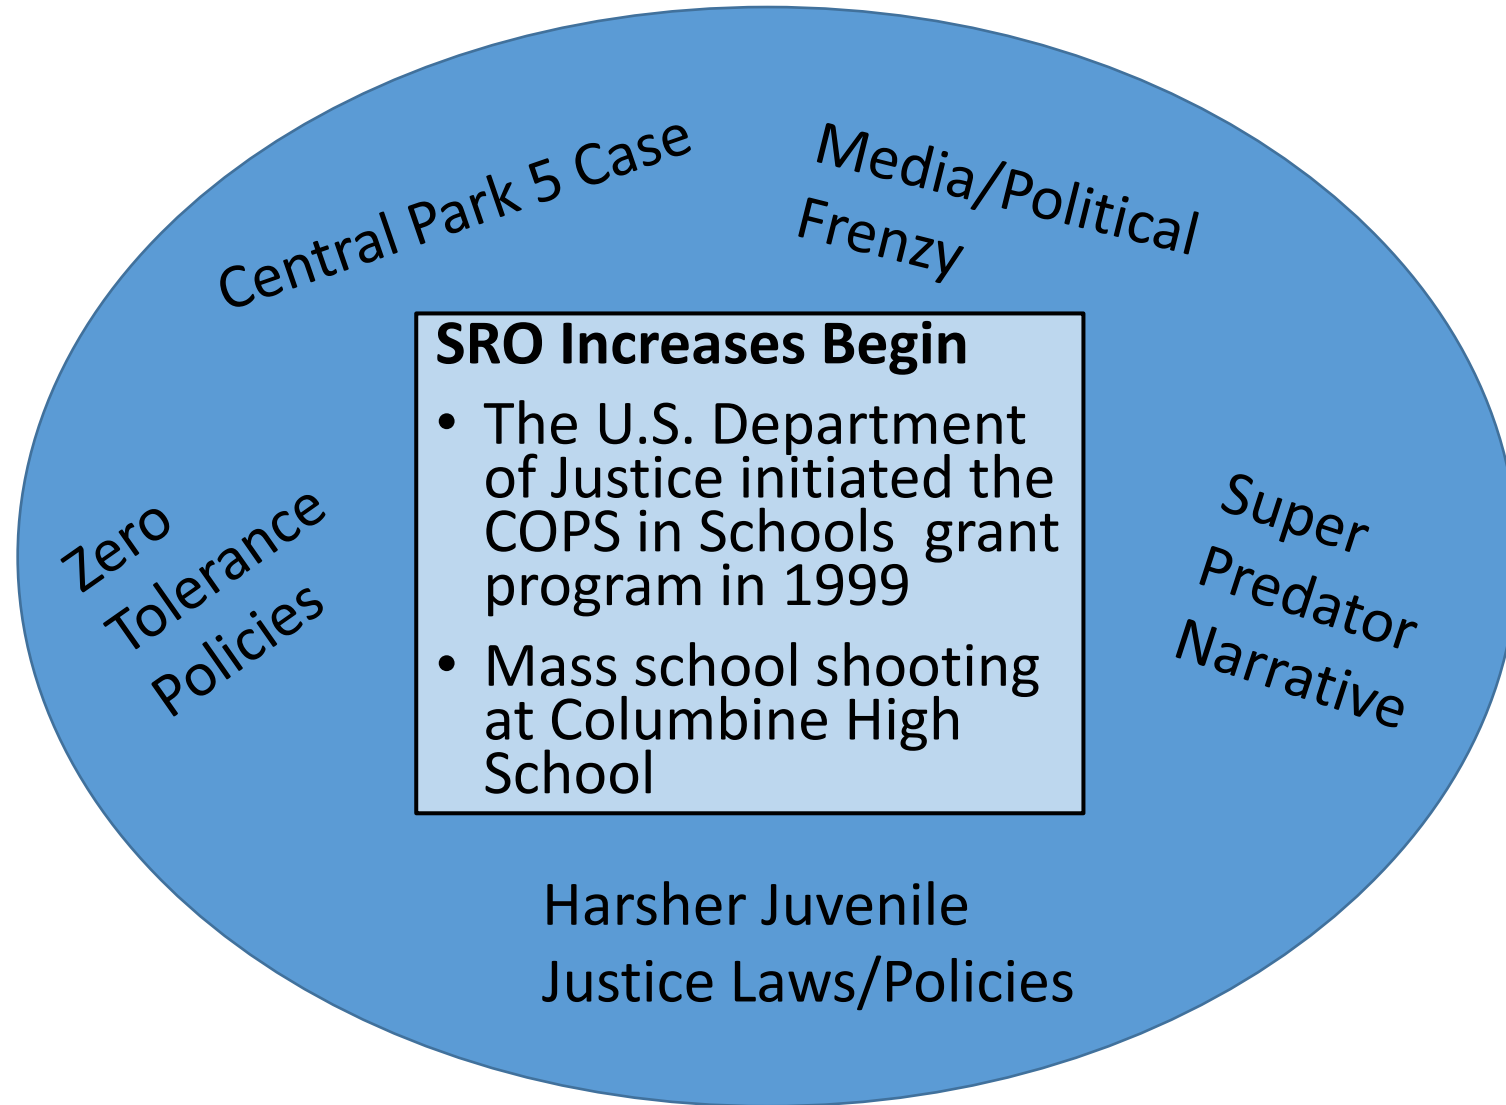 Central Park 5 Case
Media/Political
Frenzy
SRO Increases Begin
• The U.S. Department
of Justice initiated the
COPS in Schools  grant
program in 1999
• Mass school shooting
at Columbine High
School
Zero
Tolerance
Policies
Super
Predator
Narrative
Harsher Juvenile
Justice Laws/Policies